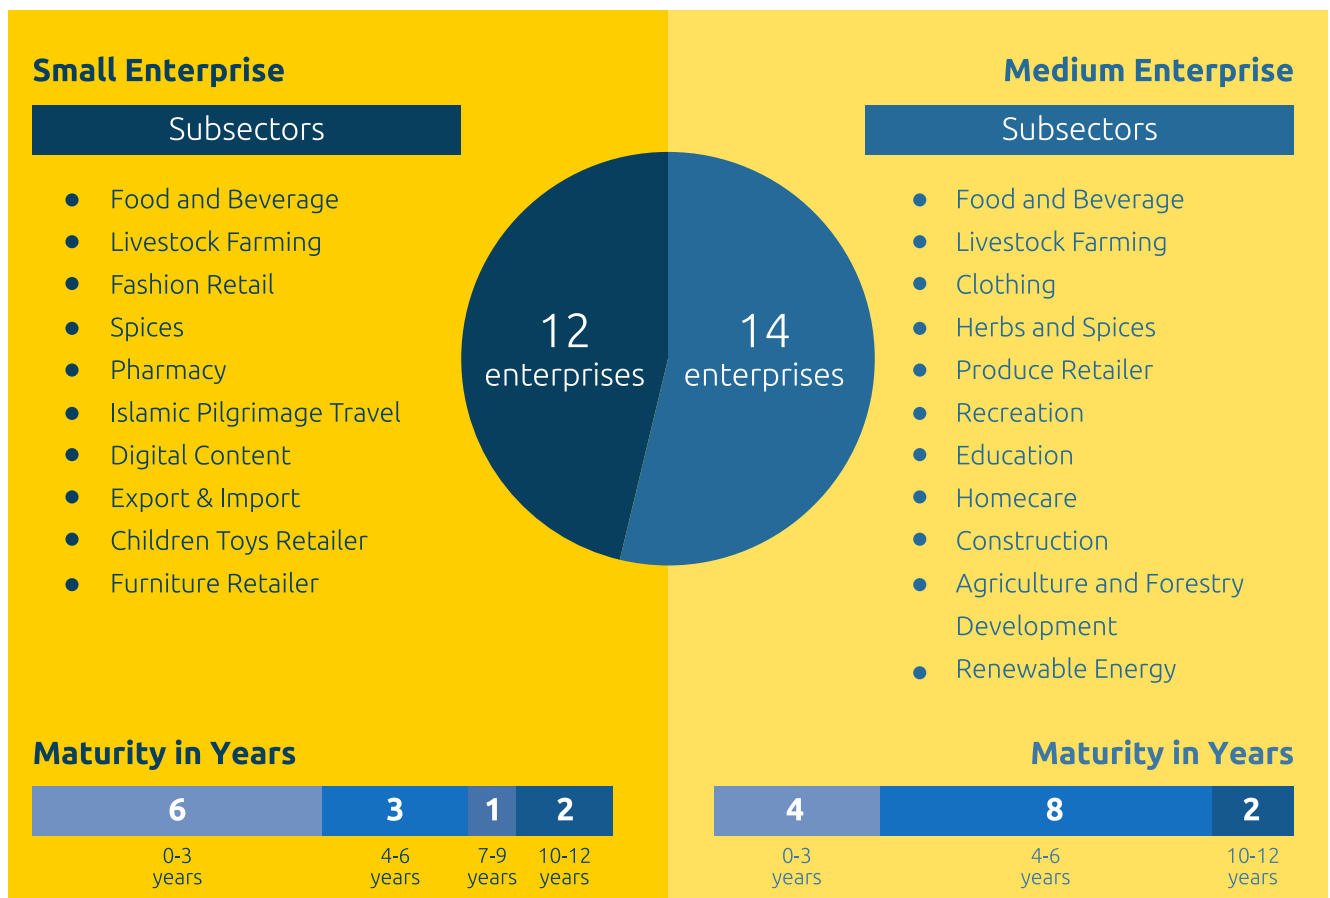 Small Enterprise
Subsectors
Food and Beverage
Livestock Farming
Fashion Retail
Spices
Pharmacy
Islamic Pilgrimage Travel
Digital Content
Export & Import
Children Toys Retailer
Furniture Retailer
12
enterprises
14
enterprises
Medium Enterprise
Subsectors
Food and Beverage
Livestock Farming
Clothing
Herbs and Spices
Produce Retailer
Recreation
Education
Homecare
Construction
Agriculture and Forestry
Development
Renewable Energy
Maturity in Years
6 3 1 2
0-3 4-6 7-9 10-12
years years years years
Maturity in Years
4 8 2
0-3 4-6 10-12
years years years